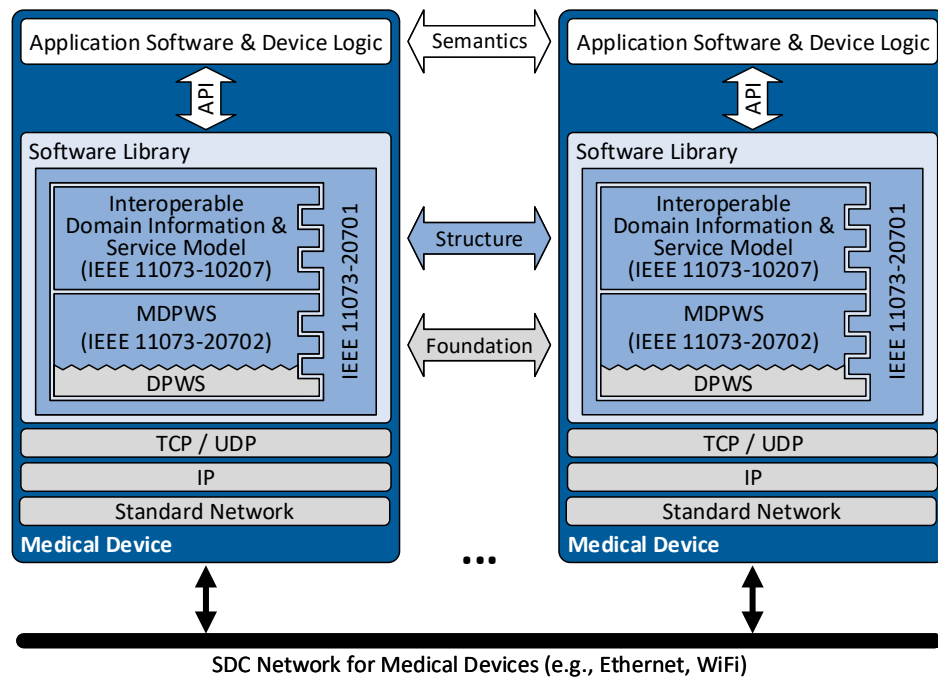 Application Software & Device Logic
API
Software Library
Interoperable
Domain Information &
Service Model
(IEEE 11073-10207)
MDPWS
(IEEE 11073-20702)
DPWS
IEEE 11073-20701
TCP / UDP
IP
Standard Network
Medical Device
Semantics
Structure
Foundation
...
Application Software & Device Logic
API
Software Library
Interoperable
Domain Information &
Service Model
(IEEE 11073-10207)
MDPWS
(IEEE 11073-20702)
DPWS
IEEE 11073-20701
TCP / UDP
IP
Standard Network
Medical Device
SDC Network for Medical Devices (e.g., Ethernet, WiFi)